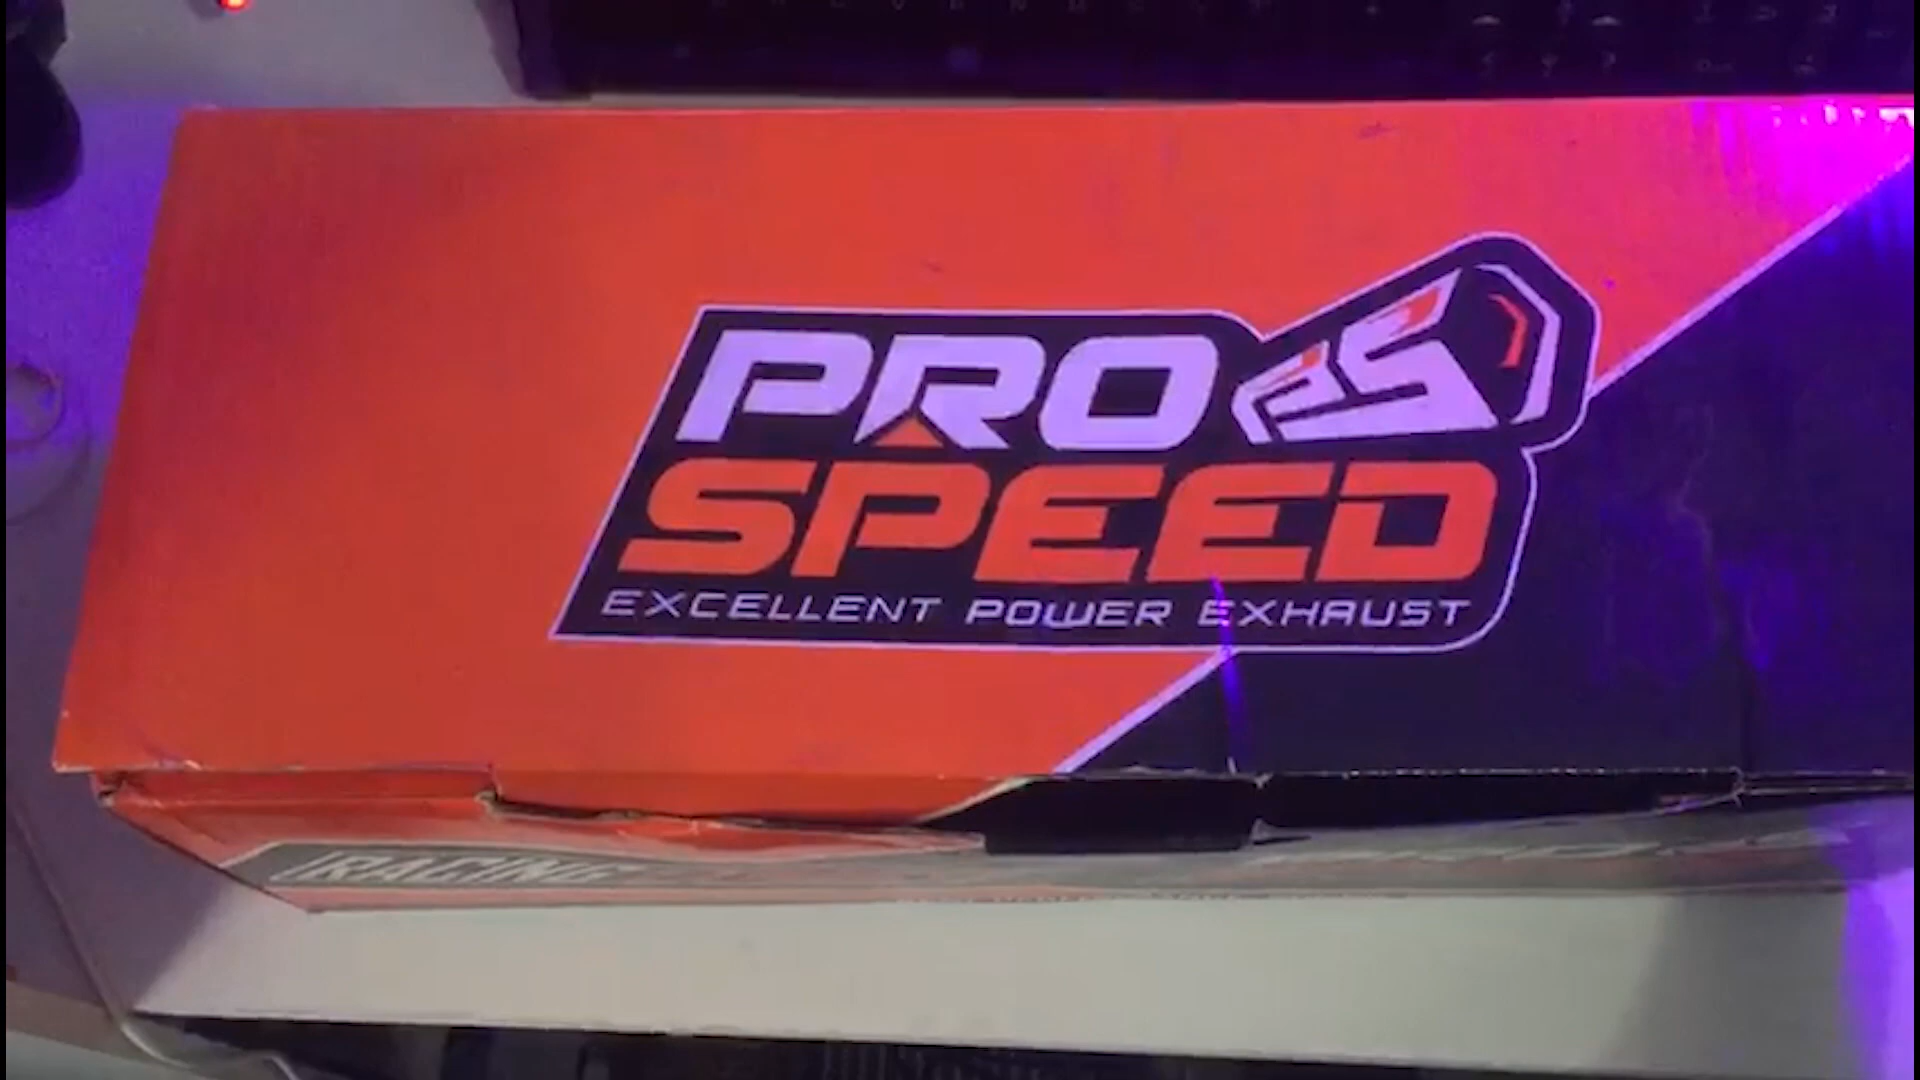 PRO
PS
SPEED
EXCELLENT POWER EXHAUST
RACING